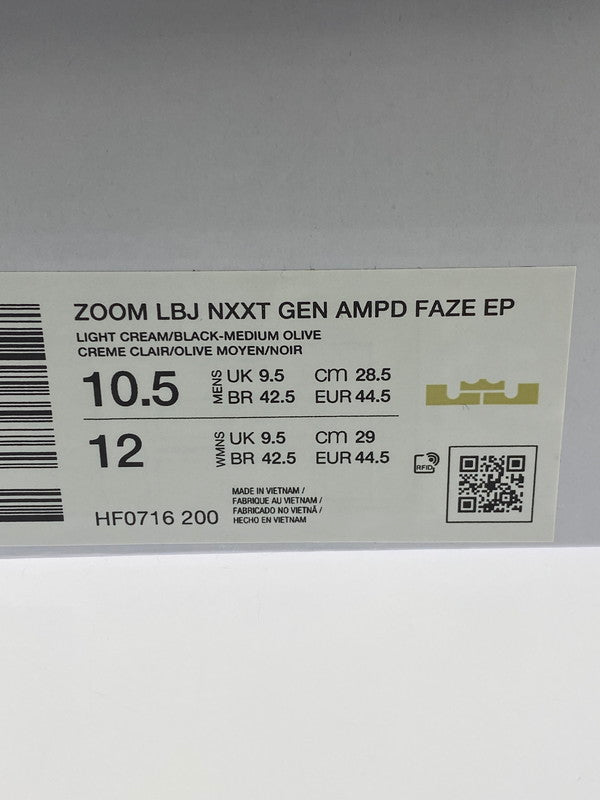 ZOOM LBJ NXXT GEN AMPD FAZE EP
LIGHT CREAM/BLACK-MEDIUM OLIVE
CREME CLAIR/OLIVE MOYEN/NOIR
10.5 MENS UK 9.5 cm 28.5
BR 42.5 EUR 44.5
12 WMNS UK 9.5 cm 29
BR 42.5 EUR 44.5
RFID
HF0716 200
MADE IN VIETNAM /
FABRIQUE AU VIETNAM /
FABRICADO NO VIETNÃ /
HECHO EN VIETNAM